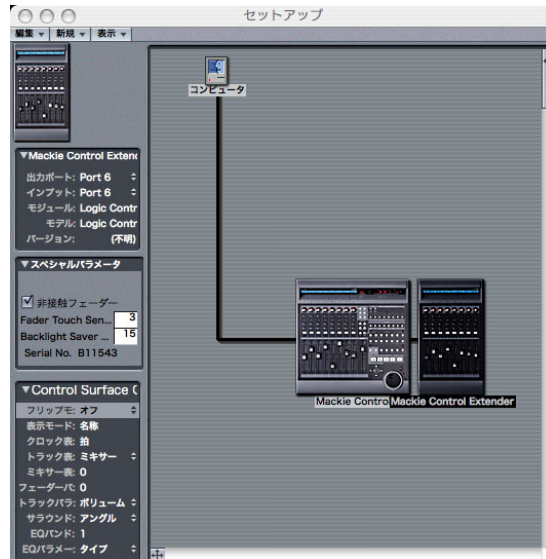 セットアップ
編集 新規 表示
コンピュータ
▼Mackie Control Exten
出力ポート: Port 6
インプット: Port 6
モジュール: Logic Contr
モデル: Logic Contr
バージョン: (不明)
▼スペシャルパラメータ
非接触フェーダー
Fader Touch Sen... 3
Backlight Saver ... 15
Serial No. B11543
Mackie Contro Mackie Control Extender
▼Control Surface (
フリップモ: オフ
表示モード: 名称
クロック表: 拍
トラック表: ミキサー
ミキサー表: 0
フェーダーバ: 0
トラックパラ: ボリューム
サラウンド: アングル
EQバンド: 1
EQパラメー: タイプ